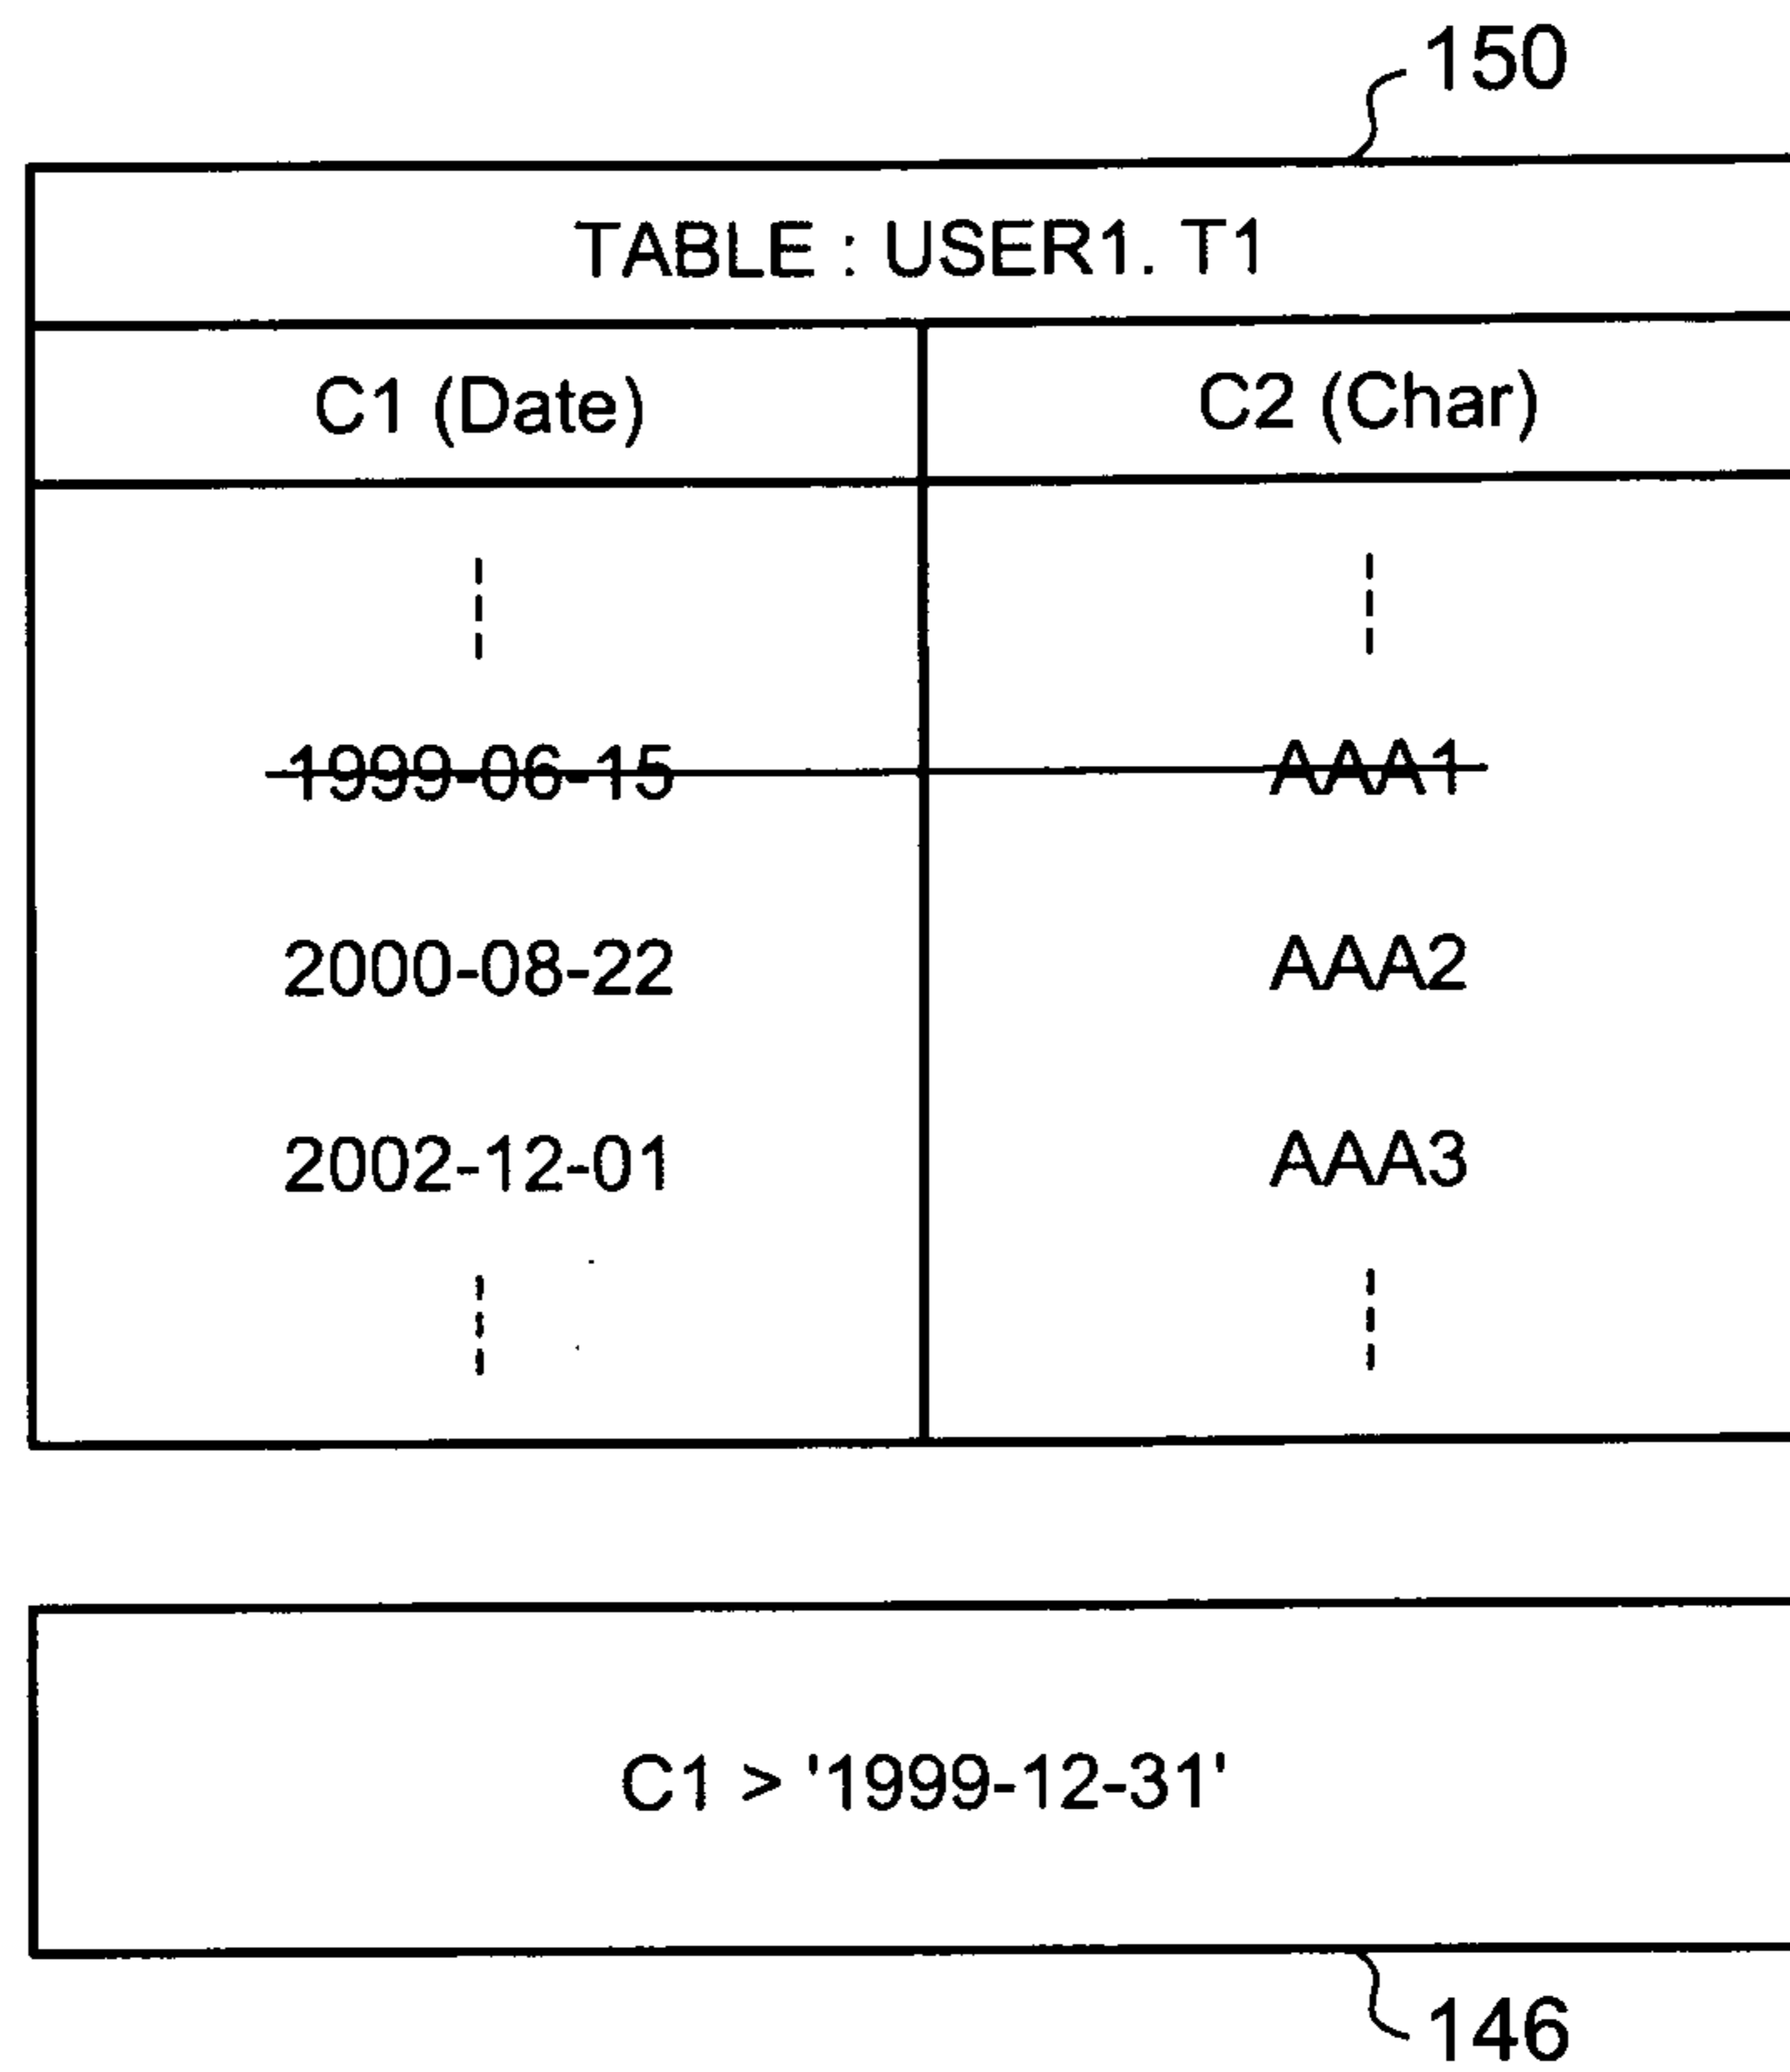 150
TABLE : USER1. T1
C1 (Date) C2 (Char)
1999-06-15 AAA1
2000-08-22 AAA2
2002-12-01 AAA3
C1 > '1999-12-31'
146